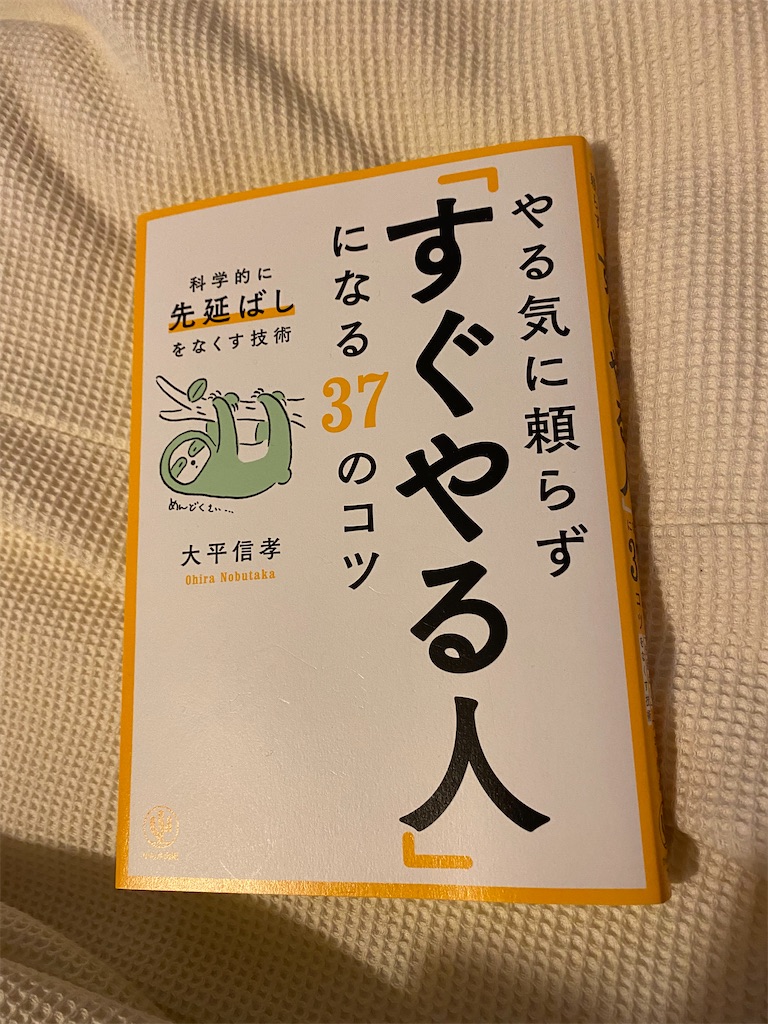 やる気に頼らず
「すぐやる人」
になる37のコツ
科学的に
先延ばし
をなくす技術
めんどくさい…
大平信孝
Ohira Nobutaka